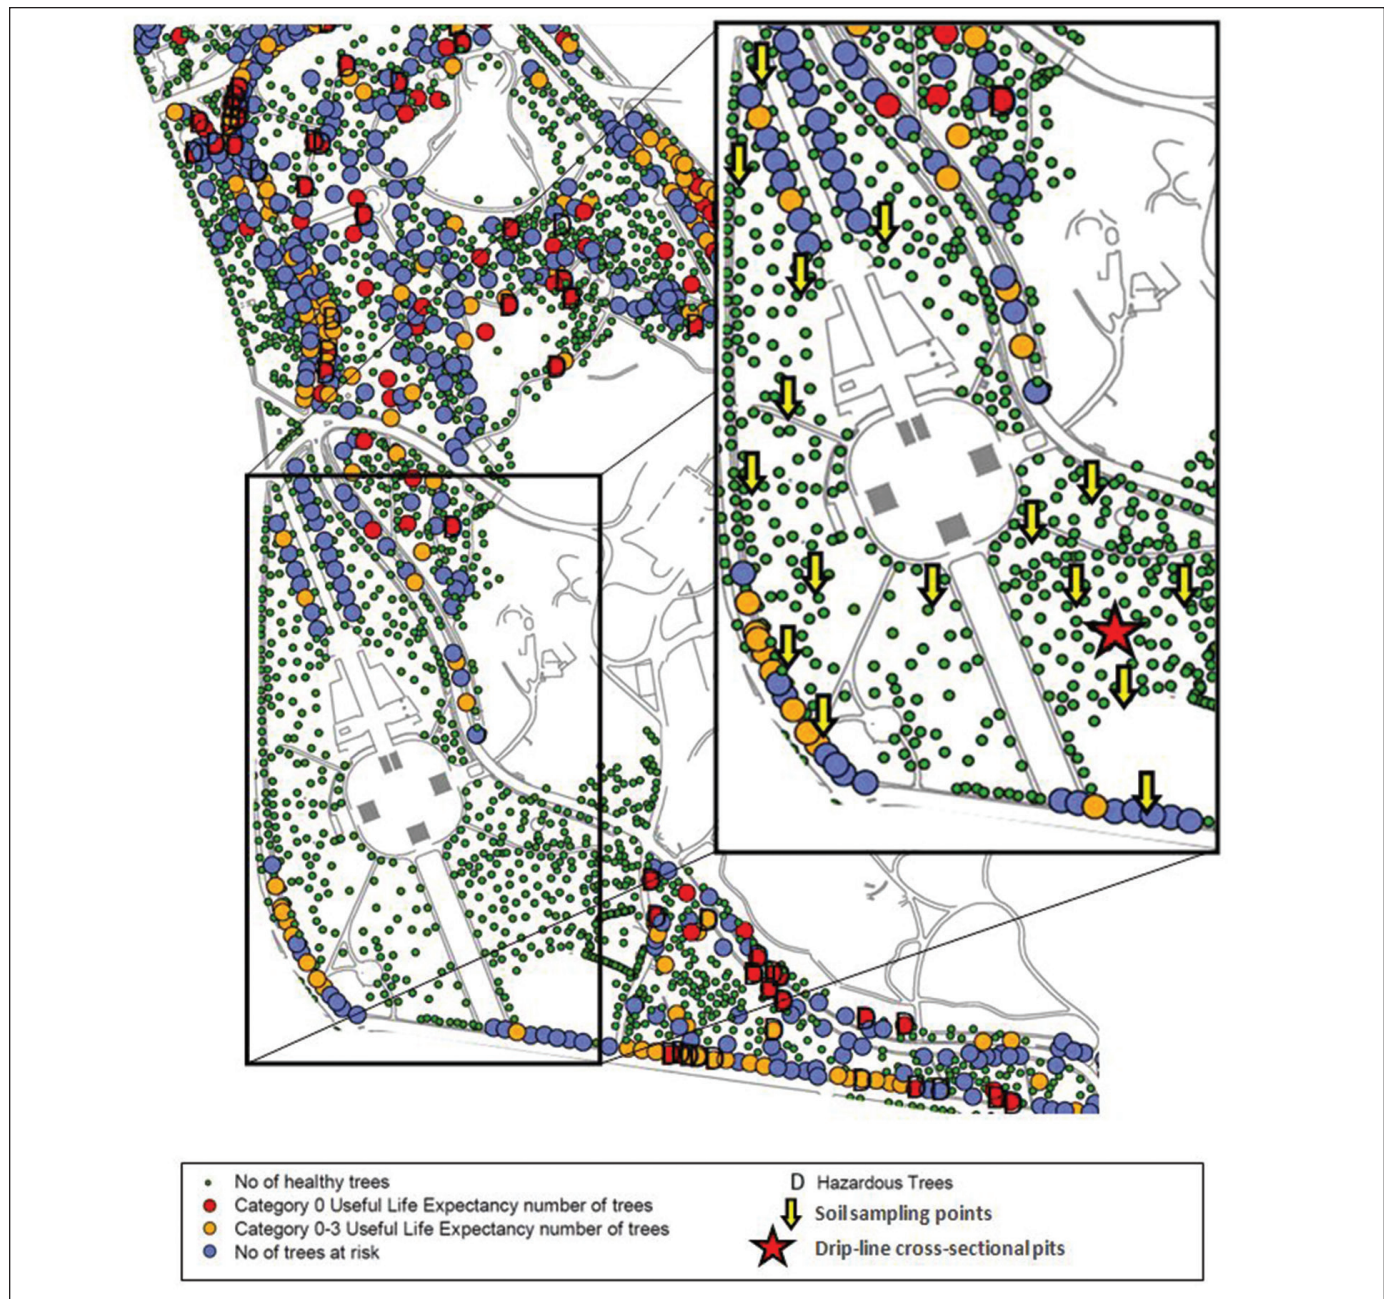 No of healthy trees
Category 0 Useful Life Expectancy number of trees
Category 0-3 Useful Life Expectancy number of trees
No of trees at risk
D Hazardous Trees
Soil sampling points
Drip-line cross-sectional pits